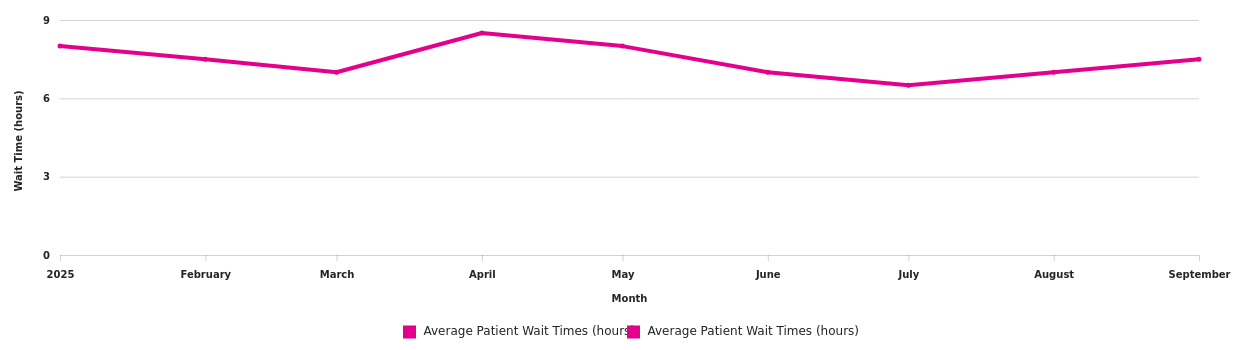 9
6
3
0
Wait Time (hours)
2025 February March April May June July August September
Month
Average Patient Wait Times (hours Average Patient Wait Times (hours)